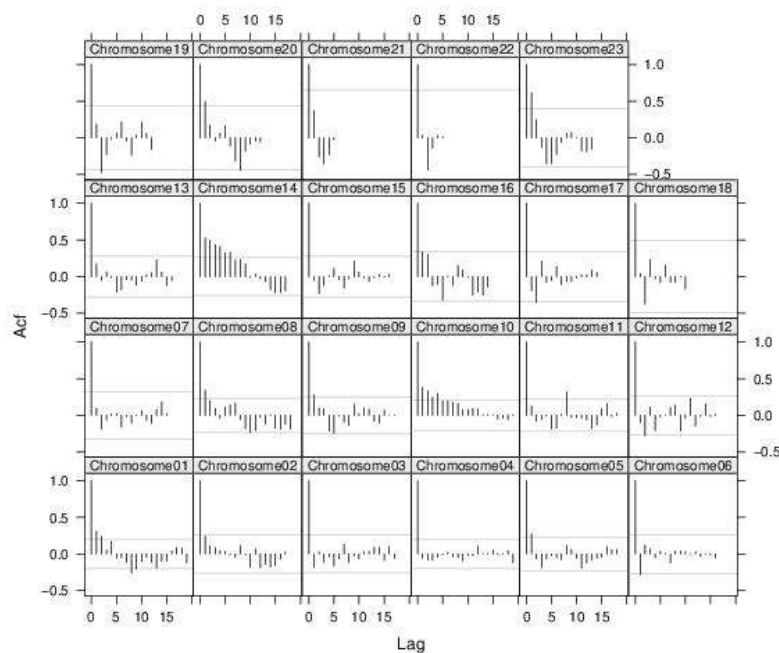 0 5 10 15 0 5 10 15
Chromosome19 Chromosome20 Chromosome21 Chromosome22 Chromosome23
1.0
0.5
0.0
−0.5
Chromosome13 Chromosome14 Chromosome15 Chromosome16 Chromosome17 Chromosome18
1.0
0.5
0.0
−0.5
Chromosome07 Chromosome08 Chromosome09 Chromosome10 Chromosome11 Chromosome12
1.0
0.5
0.0
−0.5
Chromosome01 Chromosome02 Chromosome03 Chromosome04 Chromosome05 Chromosome06
1.0
0.5
0.0
−0.5
0 5 10 15 0 5 10 15 0 5 10 15
Acf
Lag